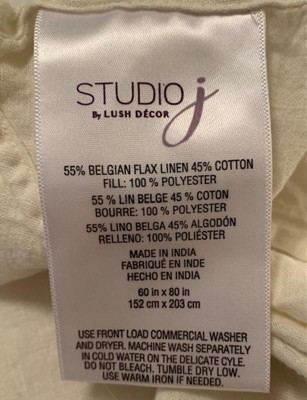 STUDIO j
By LUSH DÉCOR
55% BELGIAN FLAX LINEN 45% COTTON
FILL: 100 % POLYESTER
55 % LIN BELGE 45 % COTON
BOURRE: 100 % POLYESTER
55% LINO BELGA 45% ALGODÓN
RELLENO: 100% POLIÉSTER
MADE IN INDIA
FABRIQUÉ EN INDE
HECHO EN INDIA
60 in x 80 in
152 cm x 203 cm
USE FRONT LOAD COMMERCIAL WASHER
AND DRYER. MACHINE WASH SEPARATELY
IN COLD WATER ON THE DELICATE CYLE.
DO NOT BLEACH. TUMBLE DRY LOW.
USE WARM IRON IF NEEDED.